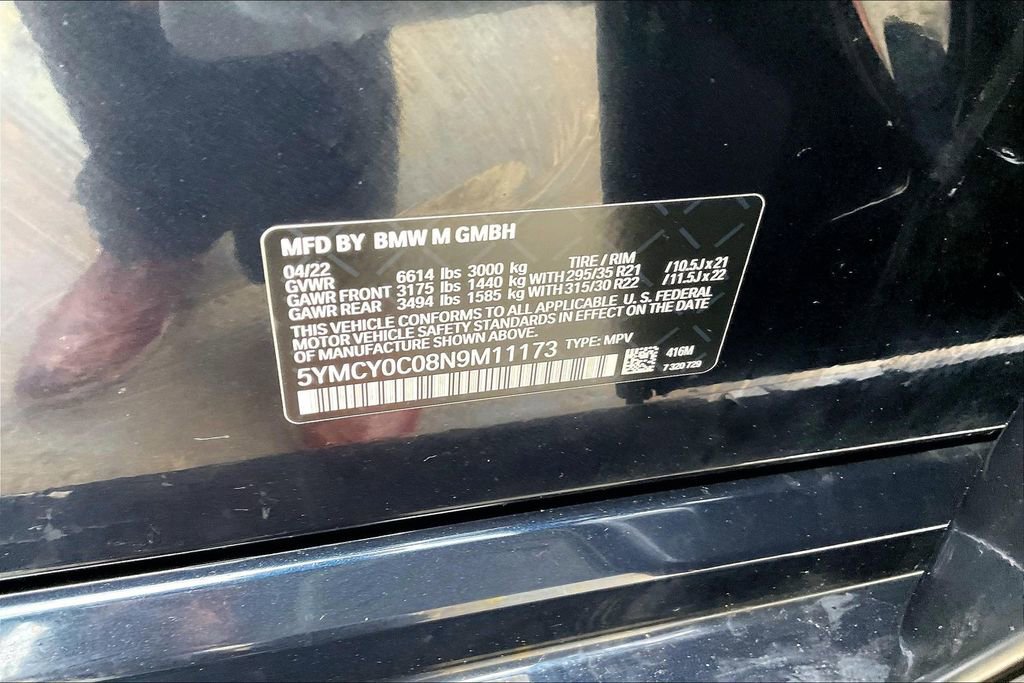 MFD BY BMW M GMBH
04/22 TIRE / RIM
GVWR 6614 lbs 3000 kg
GAWR FRONT 3175 lbs 1440 kg WITH 295/35 R21 /10.5J x 21
GAWR REAR 3494 lbs 1585 kg WITH 315/30 R22 /11.5J x 22
THIS VEHICLE CONFORMS TO ALL APPLICABLE U. S. FEDERAL
MOTOR VEHICLE SAFETY STANDARDS IN EFFECT ON THE DATE
OF MANUFACTURE SHOWN ABOVE.
5YMCY0C08N9M11173 TYPE: MPV
416M
7 320 729